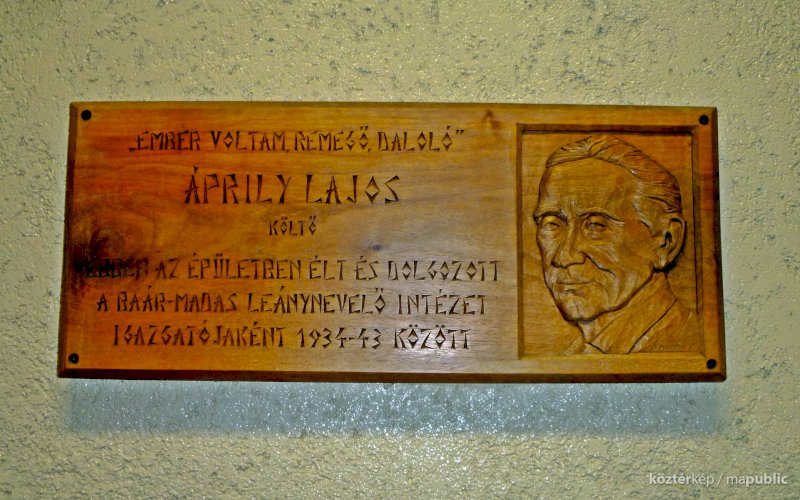 „EMBER VOLTAM, REMEGŐ, DALOLÓ”
ÁPRILY LAJOS
KÖLTŐ
EBBEN AZ ÉPÜLETBEN ÉLT ÉS DOLGOZOTT
A BAÁR-MADAS LEÁNYNEVELŐ INTÉZET
IGAZGATÓJAKÉNT 1934-43 KÖZÖTT
köztérkép / mapublic